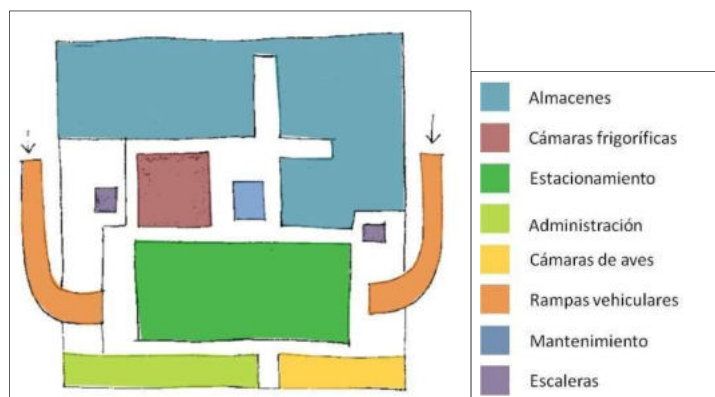 Almacenes
Cámaras frigoríficas
Estacionamiento
Administración
Cámaras de aves
Rampas vehiculares
Mantenimiento
Escaleras